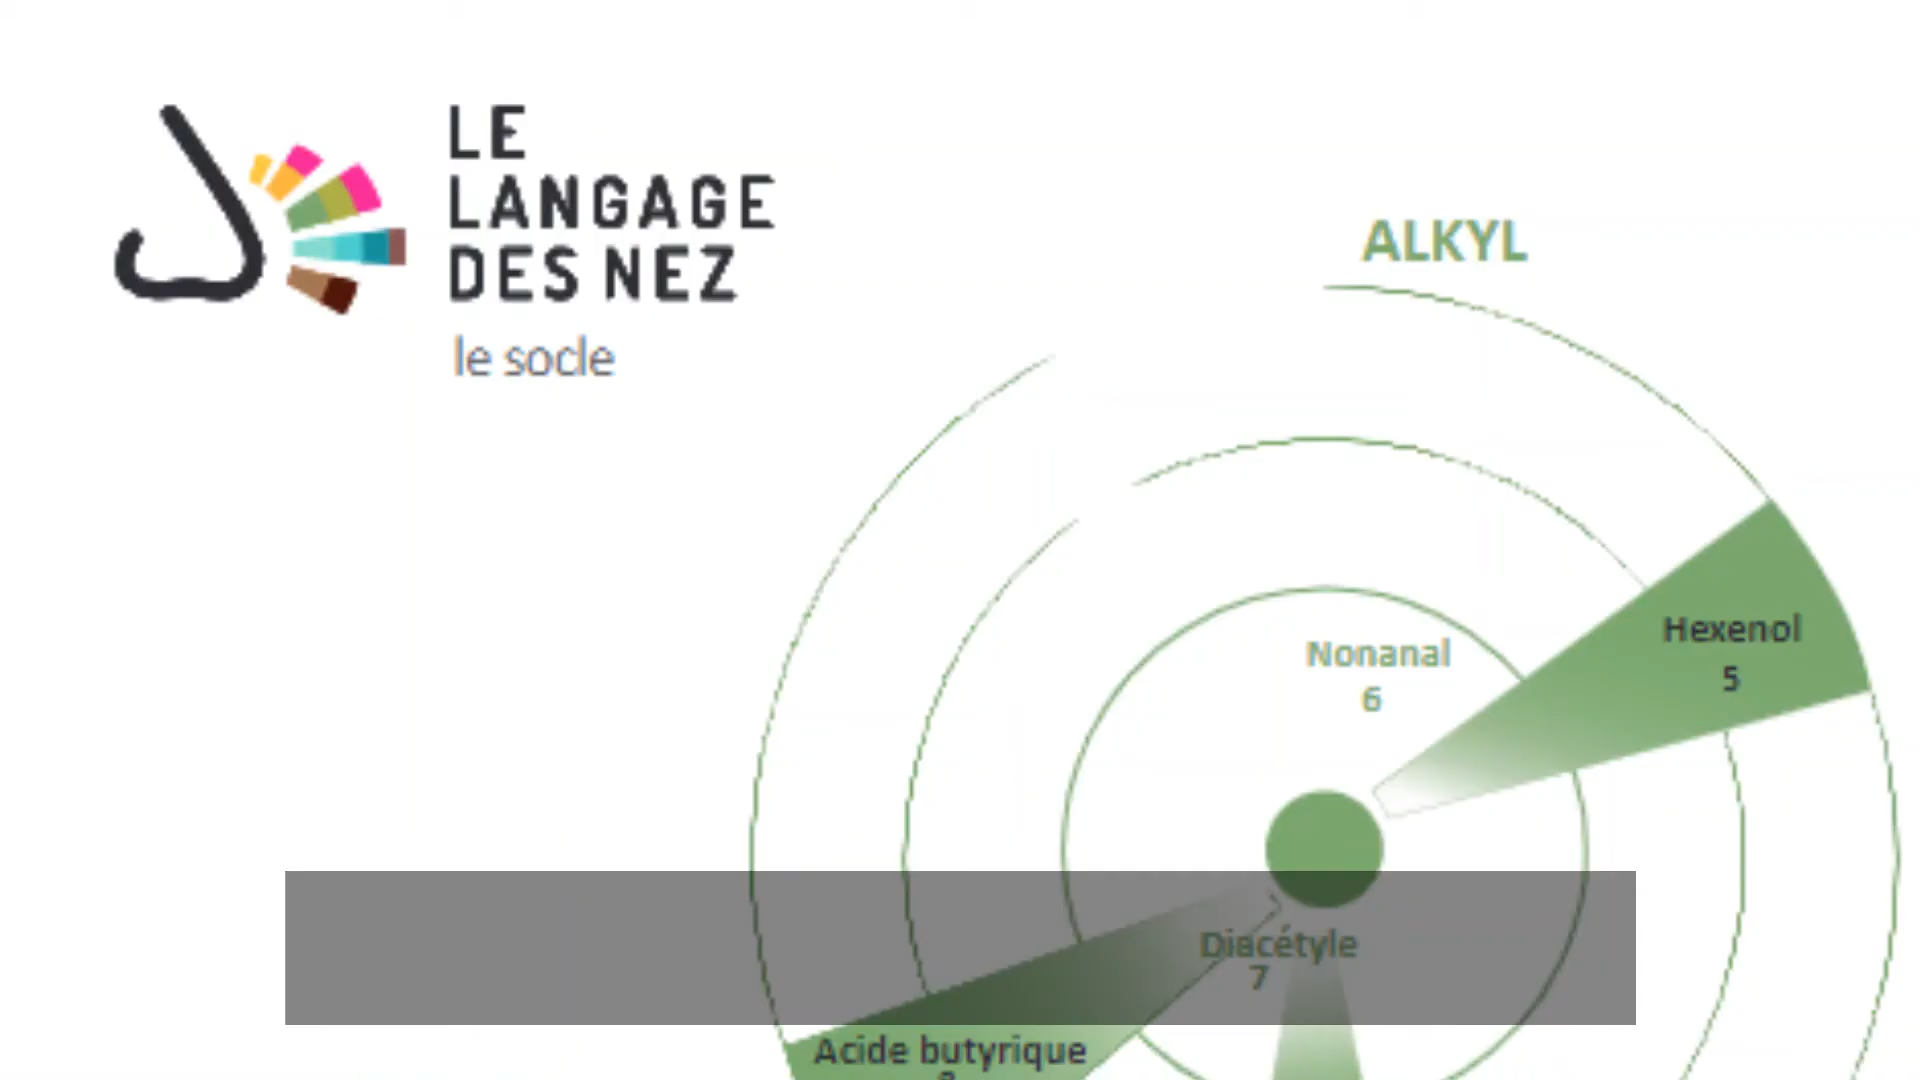 LE
LANGAGE
DES NEZ
le socle
ALKYL
Hexenol
5
Nonanal
6
Diacétyle
7
Acide butyrique